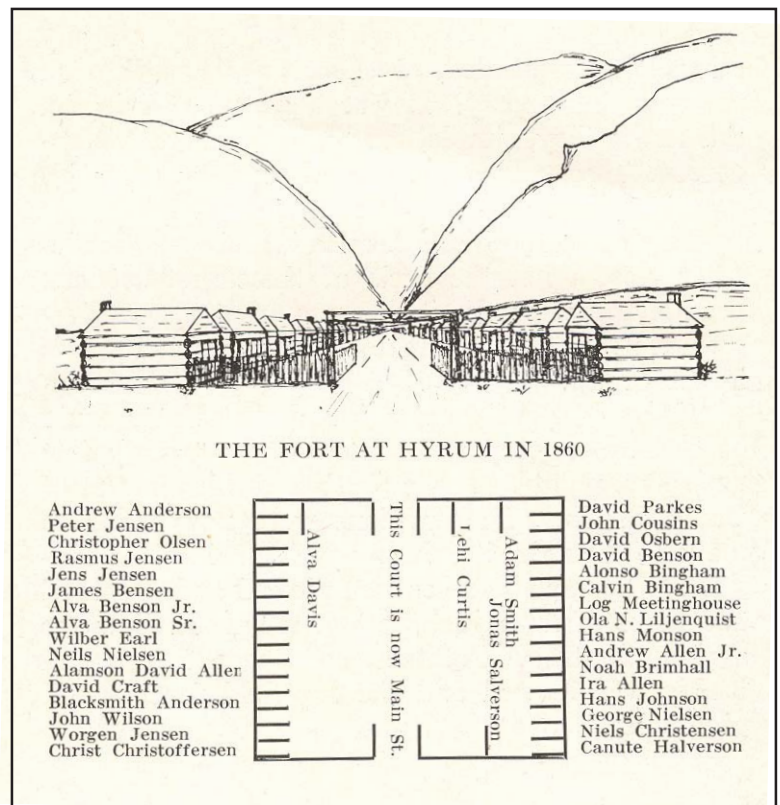 THE FORT AT HYRUM IN 1860
Andrew Anderson
Peter Jensen
Christopher Olsen
Rasmus Jensen
Jens Jensen
James Bensen
Alva Benson Jr.
Alva Benson Sr.
Wilber Earl
Neils Nielsen
Alamson David Allen
David Craft
Blacksmith Anderson
John Wilson
Worgen Jensen
Christ Christoffersen
Alva Davis
This Court is now Main St.
Lehi Curtis
Adam Smith
Jonas Salverson
David Parkes
John Cousins
David Osbern
David Benson
Alonso Bingham
Calvin Bingham
Log Meetinghouse
Ola N. Liljenquist
Hans Monson
Andrew Allen Jr.
Noah Brimhall
Ira Allen
Hans Johnson
George Nielsen
Niels Christensen
Canute Halverson